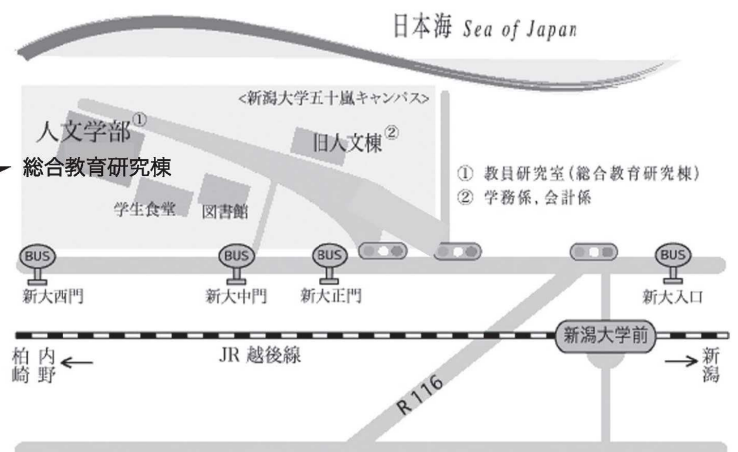 日本海 Sea of Japan
<新潟大学五十嵐キャンパス>
人文学部①
旧人文棟②
総合教育研究棟
① 教員研究室(総合教育研究棟)
② 学務係,会計係
学生食堂
図書館
BUS
BUS
BUS
BUS
新大西門
新大中門
新大正門
新大入口
新潟大学前
JR 越後線
柏崎
内野
←
→
新潟
R 116